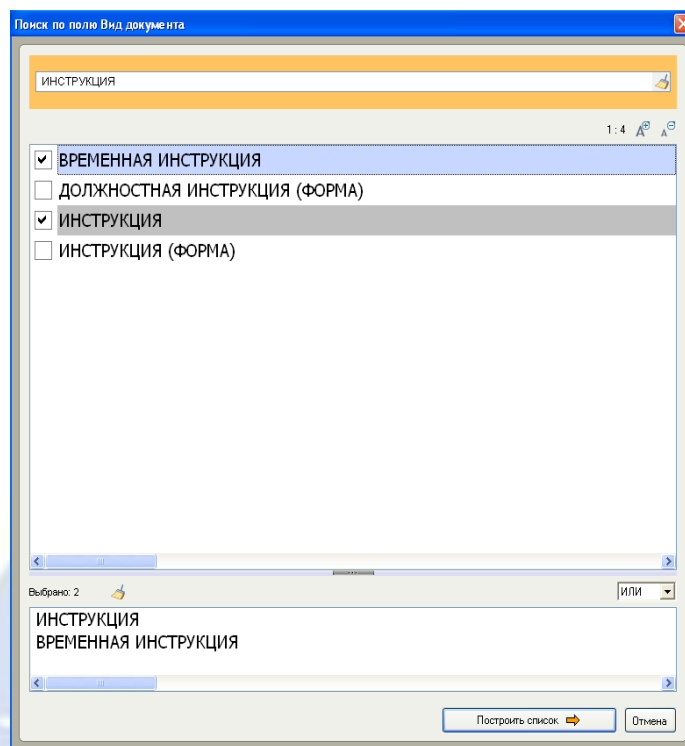 Поиск по полю Вид документа
ИНСТРУКЦИЯ
1 : 4
ВРЕМЕННАЯ ИНСТРУКЦИЯ
ДОЛЖНОСТНАЯ ИНСТРУКЦИЯ (ФОРМА)
ИНСТРУКЦИЯ
ИНСТРУКЦИЯ (ФОРМА)
Выбрано: 2 ИЛИ
ИНСТРУКЦИЯ
ВРЕМЕННАЯ ИНСТРУКЦИЯ
Построить список Отмена